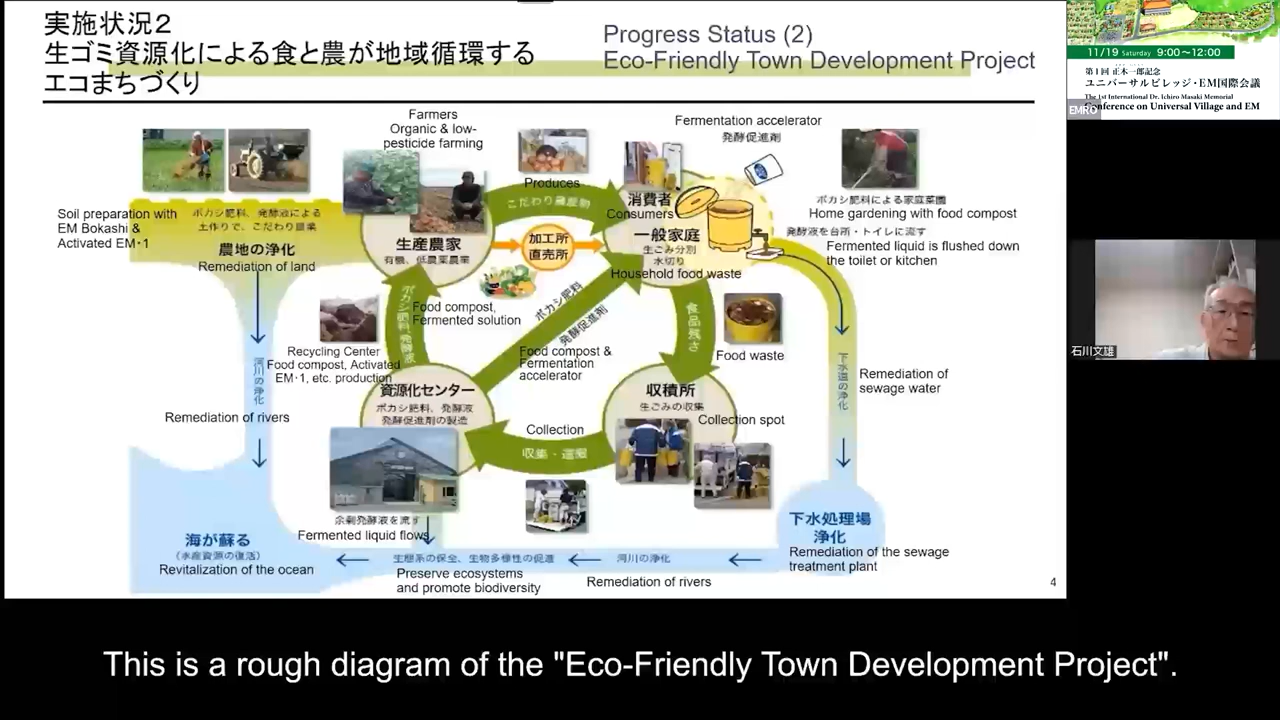 実施状況２
生ゴミ資源化による食と農が地域循環する
エコまちづくり
Progress Status (2)
Eco-Friendly Town Development Project
11/19 Saturday 9:00～12:00
第1回 正木一郎記念
ユニバーサルビレッジ・EM国際会議
The 1st International Dr. Ichiro Masaki Memorial
Conference on Universal Village and EM
EMRO
Farmers
Organic & low-
pesticide farming
Produces
こだわり農産物
Fermentation accelerator
発酵促進剤
Soil preparation with
EM Bokashi &
Activated EM･1
ボカシ肥料、発酵液による
土作りで、こだわり農業
農地の浄化
Remediation of land
生産農家
有機、低農薬農業
加工所
直売所
消費者
Consumers
一般家庭
生ごみ分別
水切り
Household food waste
ボカシ肥料による家庭菜園
Home gardening with food compost
発酵液を台所・トイレに流す
Fermented liquid is flushed down
the toilet or kitchen
ボカシ肥料、発酵液
Food compost,
Fermented solution
ボカシ肥料
発酵促進剤
Food compost &
Fermentation
accelerator
食品残さ
Food waste
石川文雄
Recycling Center
Food compost, Activated
EM･1, etc. production
河川の浄化
Remediation of rivers
資源化センター
ボカシ肥料、発酵液
発酵促進剤の製造
収積所
生ごみの収集
Collection spot
下水道の浄化
Remediation of
sewage water
Collection
収集・運搬
余剰発酵液を流す
Fermented liquid flows
海が蘇る
(水産資源の復活)
Revitalization of the ocean
生態系の保全、生物多様性の促進
Preserve ecosystems
and promote biodiversity
河川の浄化
Remediation of rivers
下水処理場
浄化
Remediation of the sewage
treatment plant
4
This is a rough diagram of the "Eco-Friendly Town Development Project".